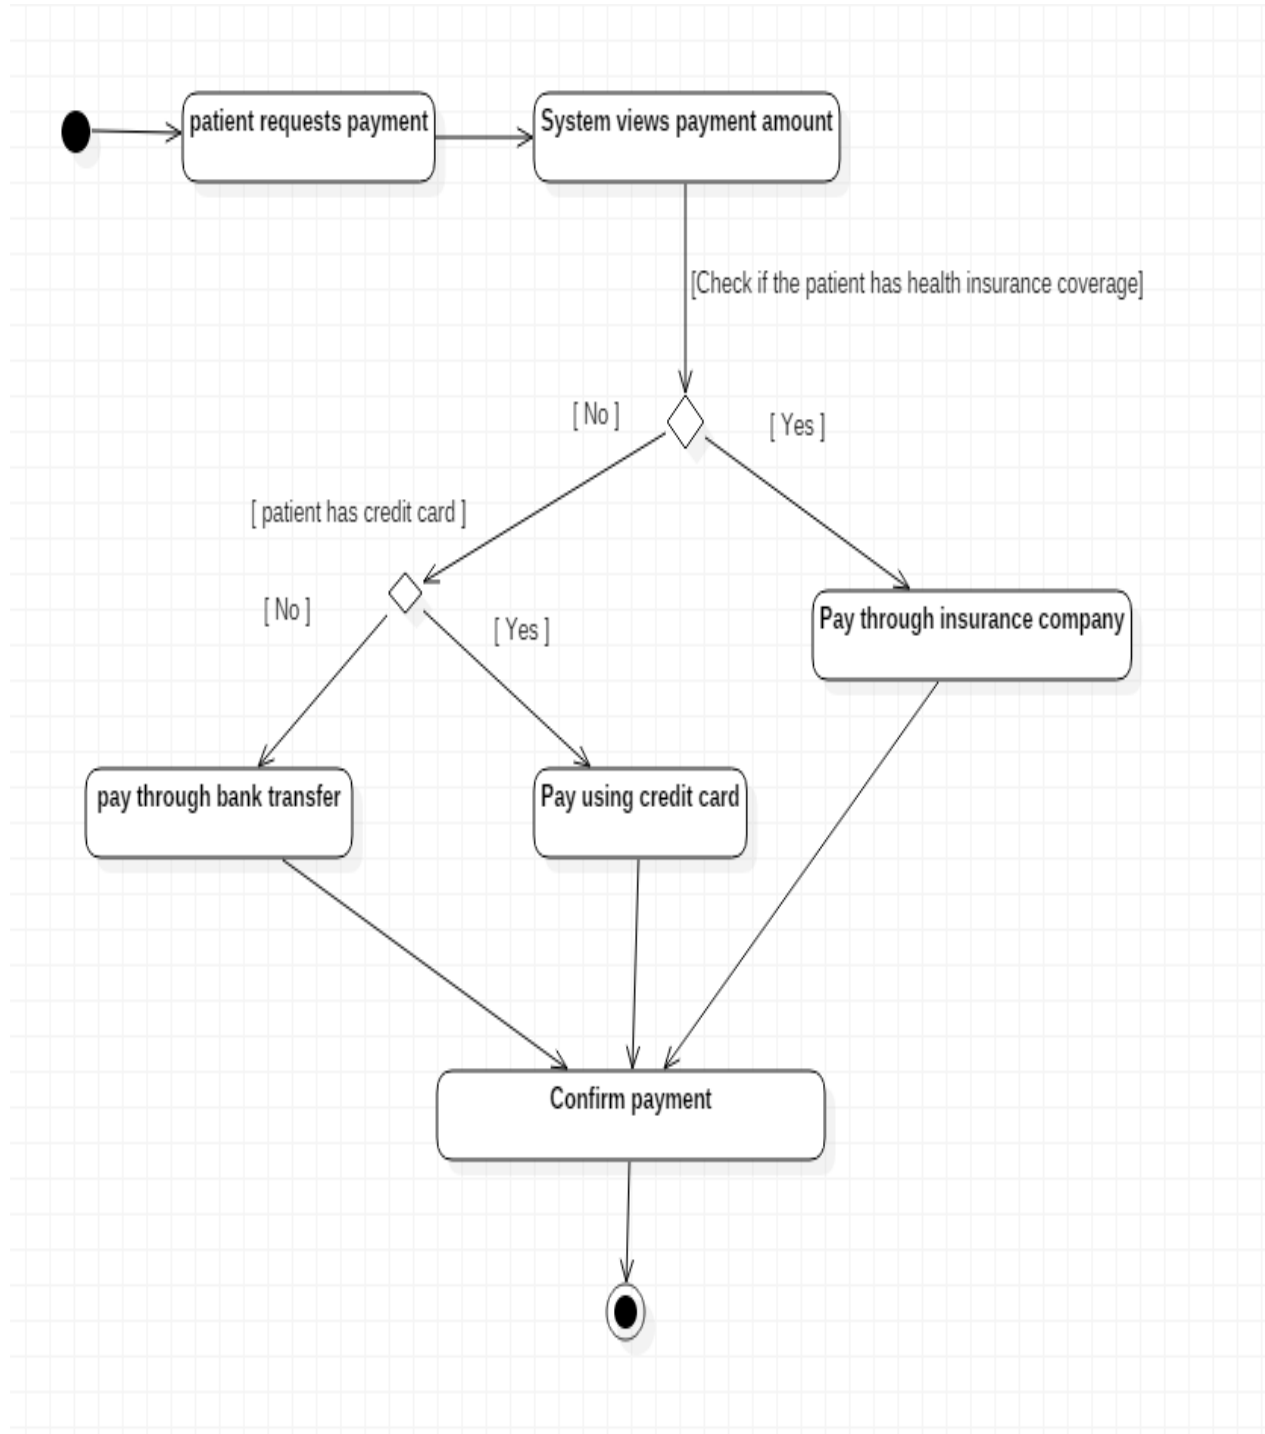 patient requests payment
System views payment amount
[Check if the patient has health insurance coverage]
[ No ]
[ Yes ]
[ patient has credit card ]
[ No ]
[ Yes ]
Pay through insurance company
pay through bank transfer
Pay using credit card
Confirm payment